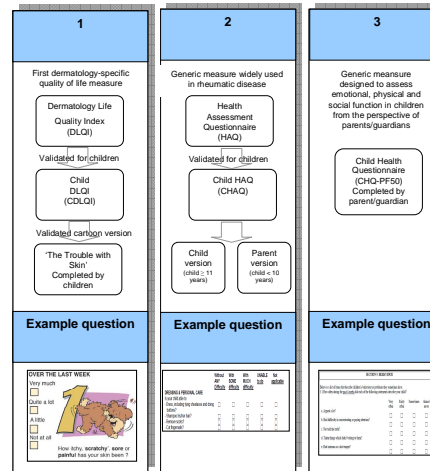 1
First dermatology-specific
quality of life measure
Dermatology Life
Quality Index
(DLQI)
Validated for children
Child
DLQI
(CDLQI)
Validated cartoon version
'The Trouble with
Skin'
Completed by
children
Example question
OVER THE LAST WEEK
Very much
Quite a lot
A little
Not at all
How itchy, scratchy', sore or
painful has your skin been ?
2
Generic measure widely used
in rheumatic disease
Health
Assessment
Questionnaire
(HAQ)
Validated for children
Child HAQ
(CHAQ)
Child
version
(child ≥ 11
years)
Parent
version
(child < 10
years)
Example question
Without
ANY
Difficulty
With
SOME
difficulty
With
MUCH
difficulty
UNABLE
to do
Not
applicable
DRESSING & PERSONAL CARE
3
Generic meansure
designed to assess
emotional, physical and
social function in children
from the perspective of
parents/guardians
Child Health
Questionnaire
(CHQ-PF50)
Completed by
parent/guardian
Example question